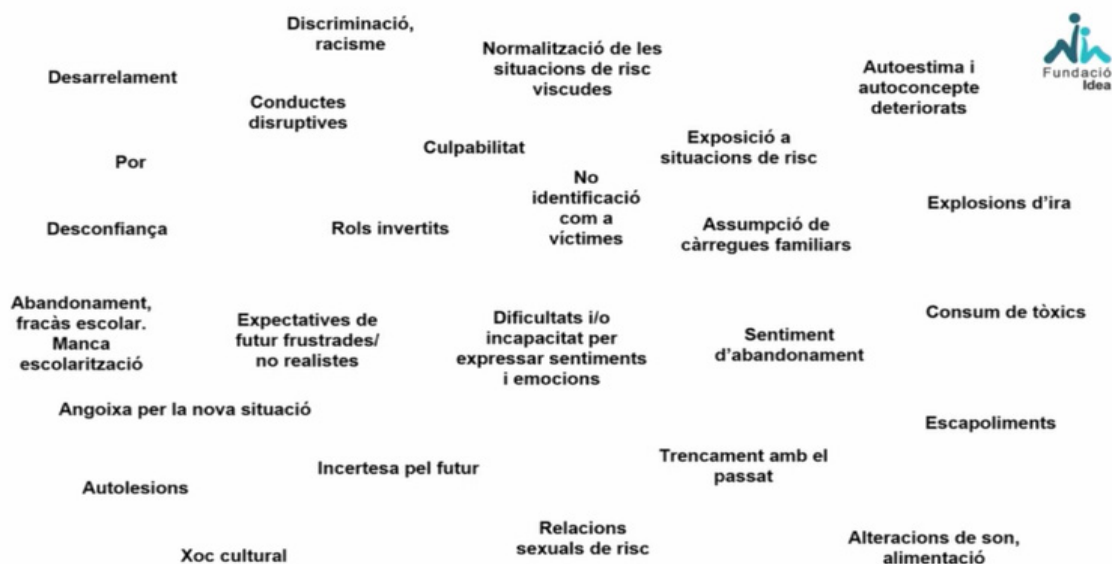 Discriminació,
racisme
Desarrelament
Normalització de les
situacions de risc
viscudes
Autoestima i
autoconcepte
deteriorats
Fundació
Idea
Conductes
disruptives
Culpabilitat
Exposició a
situacions de risc
Por
No
identificació
com a
víctimes
Explosions d’ira
Desconfiança
Rols invertits
Assumpció de
càrregues familiars
Abandonament,
fracàs escolar.
Manca
escolarització
Expectatives de
futur frustrades/
no realistes
Dificultats i/o
incapacitat per
expressar sentiments
i emocions
Sentiment
d’abandonament
Consum de tòxics
Angoixa per la nova situació
Escapoliments
Autolesions
Incertesa pel futur
Trencament amb el
passat
Xoc cultural
Relacions
sexuals de risc
Alteracions de son,
alimentació